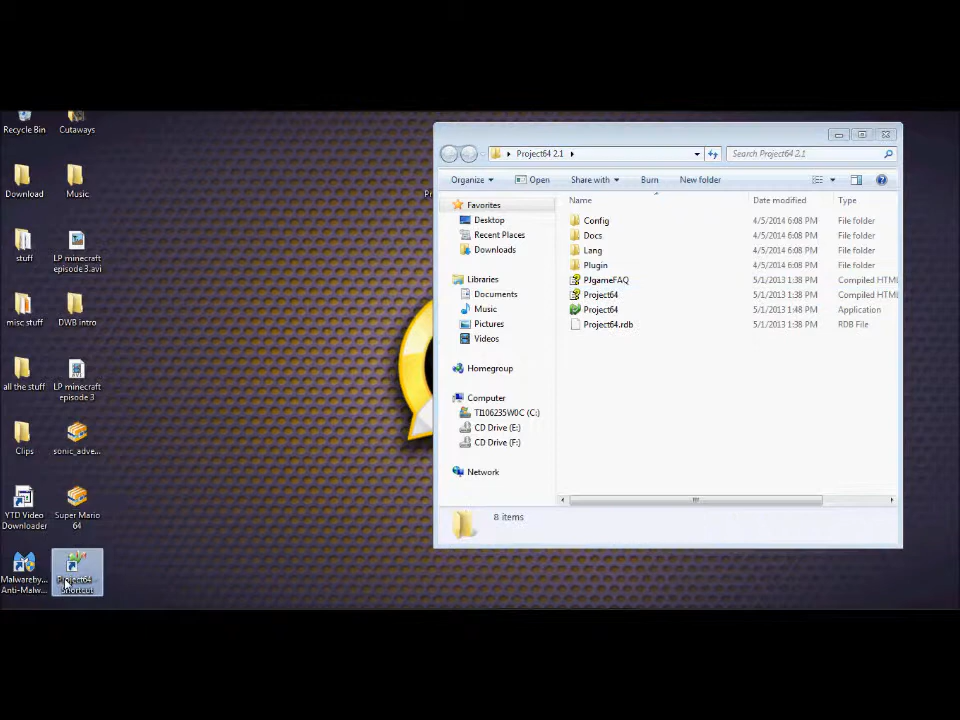 Recycle Bin
Cutaways
Download
Music
stuff
LP minecraft
episode 3.avi
misc stuff
DWB intro
all the stuff
LP minecraft
episode 3
Clips
sonic_adve...
YTD Video
Downloader
Super Mario
64
Malwareby...
Anti-Malw...
Project64 -
Shortcut
Project64 2.1
Search Project64 2.1
Organize
Open
Share with
Burn
New folder
Name
Date modified
Type
Favorites
Desktop
Recent Places
Downloads
Libraries
Documents
Music
Pictures
Videos
Homegroup
Computer
TI106235W0C (C:)
CD Drive (E:)
CD Drive (F:)
Network
Config 4/5/2014 6:08 PM File folder
Docs 4/5/2014 6:08 PM File folder
Lang 4/5/2014 6:08 PM File folder
Plugin 4/5/2014 6:08 PM File folder
PJgameFAQ 5/1/2013 1:38 PM Compiled HTML
Project64 5/1/2013 1:38 PM Compiled HTML
Project64 5/1/2013 1:48 PM Application
Project64.rdb 5/1/2013 1:38 PM RDB File
8 items